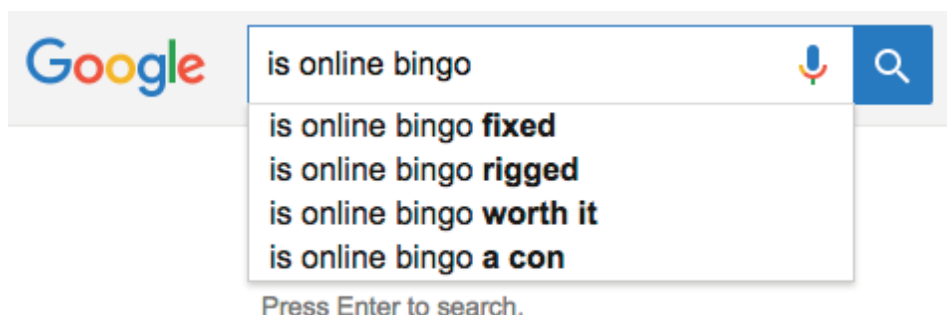 Google
is online bingo
is online bingo fixed
is online bingo rigged
is online bingo worth it
is online bingo a con
Press Enter to search.